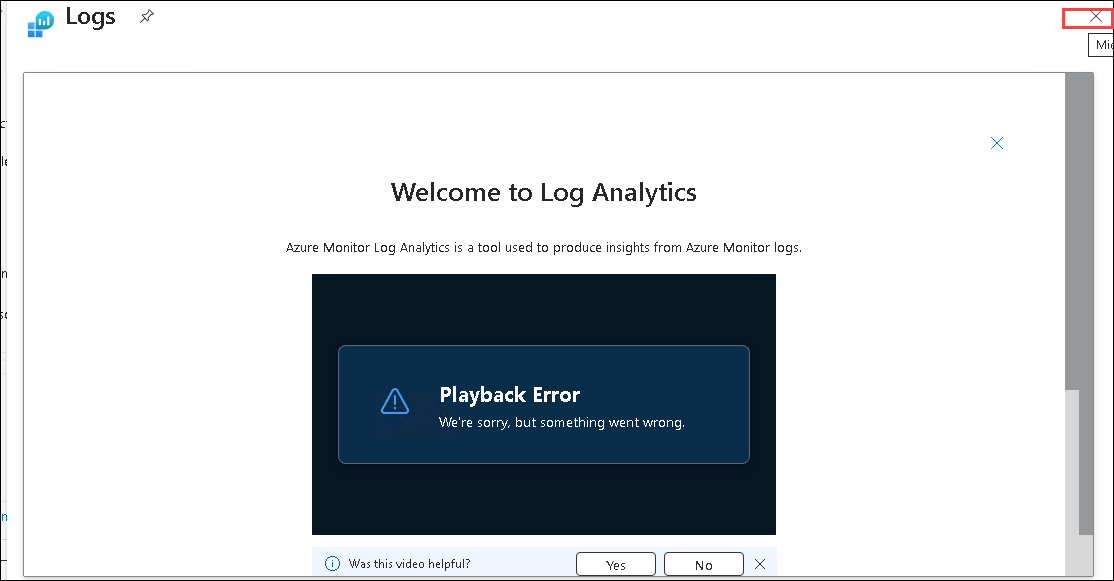 Logs
Mic
Welcome to Log Analytics
Azure Monitor Log Analytics is a tool used to produce insights from Azure Monitor logs.
Playback Error
We're sorry, but something went wrong.
Was this video helpful?
Yes
No